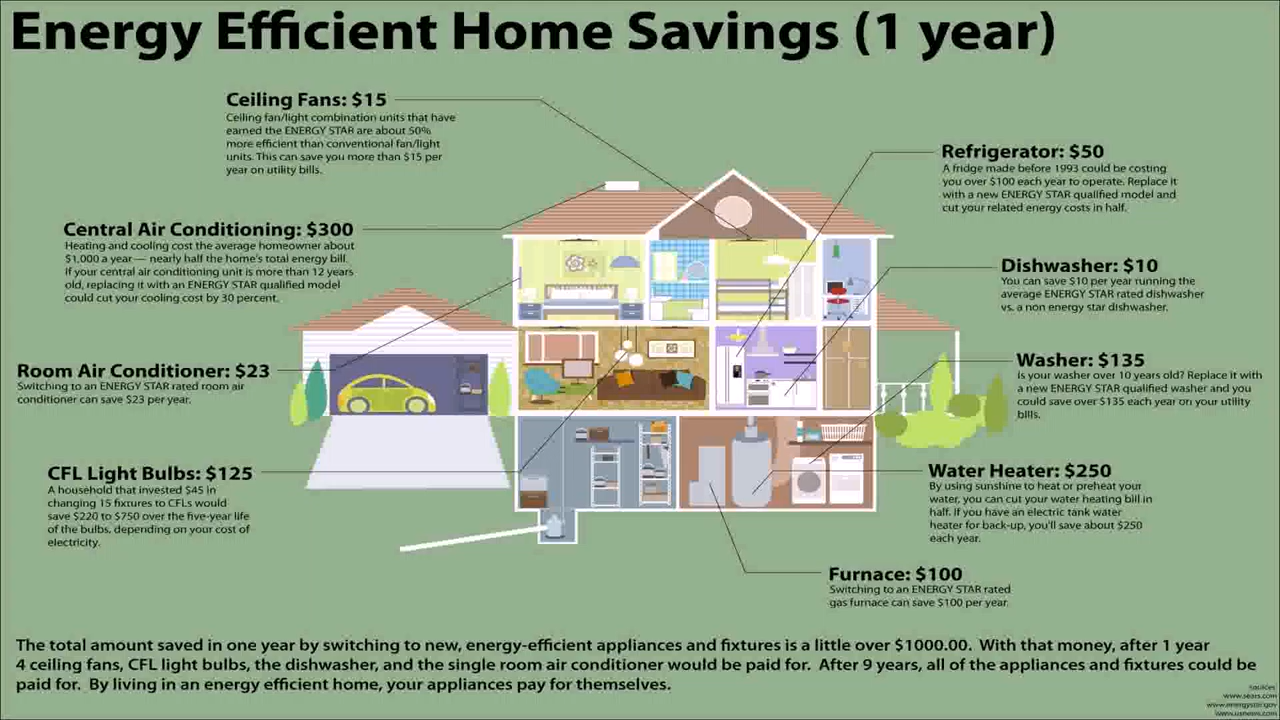 Energy Efficient Home Savings (1 year)
Ceiling Fans: $15
Ceiling fan/light combination units that have
earned the ENERGY STAR are about 50%
more efficient than conventional fan/light
units. This can save you more than $15 per
year on utility bills.
Refrigerator: $50
A fridge made before 1993 could be costing
you over $100 each year to operate. Replace it
with a new ENERGY STAR qualified model and
cut your related energy costs in half.
Central Air Conditioning: $300
Heating and cooling cost the average homeowner about
$1,000 a year — nearly half the home's total energy bill.
If your central air conditioning unit is more than 12 years
old, replacing it with an ENERGY STAR qualified model
could cut your cooling cost by 30 percent.
Dishwasher: $10
You can save $10 per year running the
average ENERGY STAR rated dishwasher
vs. a non energy star dishwasher.
Room Air Conditioner: $23
Switching to an ENERGY STAR rated room air
conditioner can save $23 per year.
Washer: $135
Is your washer over 10 years old? Replace it with
a new ENERGY STAR qualified washer and you
could save over $135 each year on your utility
bills.
CFL Light Bulbs: $125
A household that invested $45 in
changing 15 fixtures to CFLs would
save $220 to $750 over the five-year life
of the bulbs, depending on your cost of
electricity.
Water Heater: $250
By using sunshine to heat or preheat your
water, you can cut your water heating bill in
half. If you have an electric tank water
heater for back-up, you'll save about $250
each year.
Furnace: $100
Switching to an ENERGY STAR rated
gas furnace can save $100 per year.
The total amount saved in one year by switching to new, energy-efficient appliances and fixtures is a little over $1000.00. With that money, after 1 year
4 ceiling fans, CFL light bulbs, the dishwasher, and the single room air conditioner would be paid for. After 9 years, all of the appliances and fixtures could be
paid for. By living in an energy efficient home, your appliances pay for themselves.
Sources:
www.sears.com
www.energystar.gov
www.usnews.com